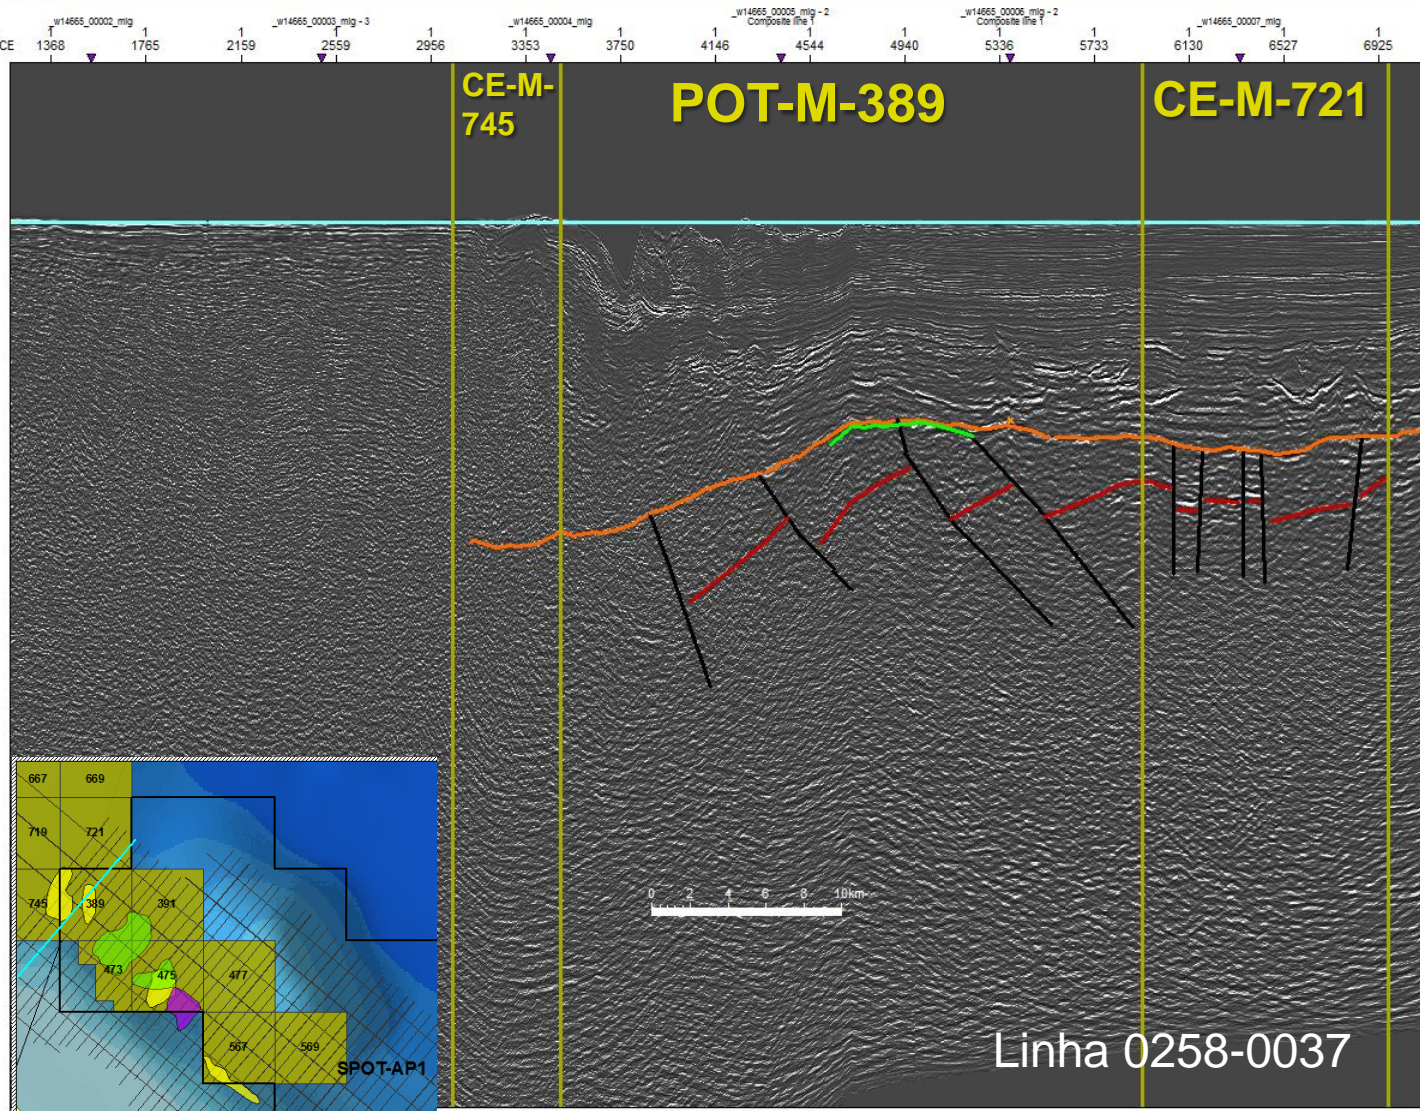 _w14665_00002_mig _w14665_00003_mig - 3 _w14665_00004_mig _w14665_00005_mig - 2 _w14665_00006_mig - 2 _w14665_00007_mig
Composite line 1 Composite line 1
CE 1368 1765 2159 2559 2956 3353 3750 4146 4544 4940 5336 5733 6130 6527 6925
CE-M-
745
POT-M-389
CE-M-721
0 2 4 6 8 10km
667 669
719 721
745 389 391
473 475 477
567 569
SPOT-AP1
Linha 0258-0037